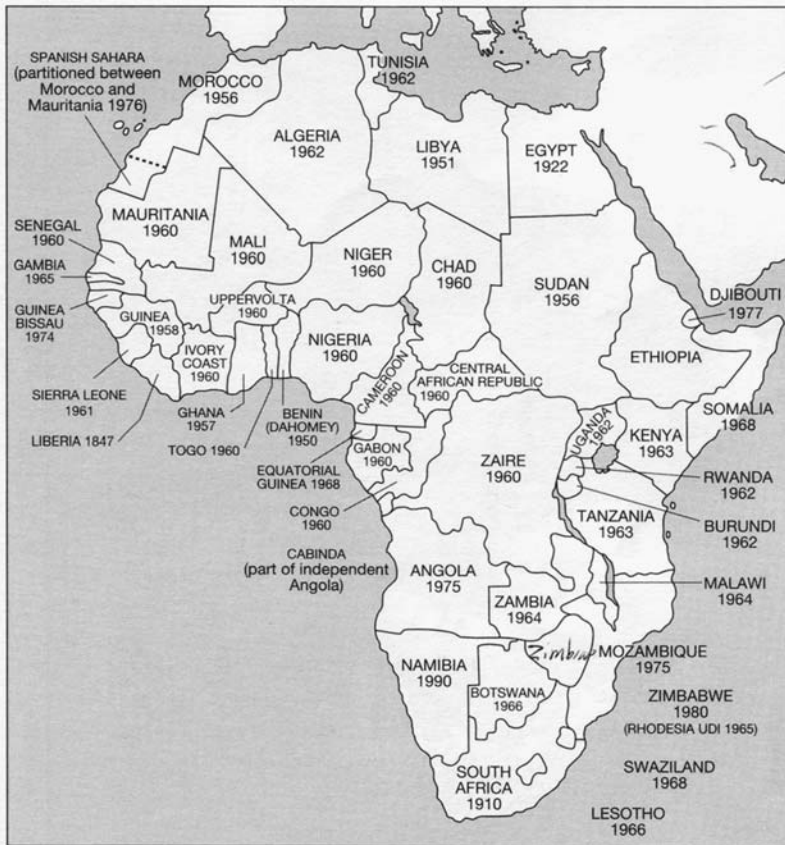 SPANISH SAHARA
(partitioned between
Morocco and
Mauritania 1976)
MOROCCO
1956
TUNISIA
1962
ALGERIA
1962
LIBYA
1951
EGYPT
1922
MAURITANIA
1960
MALI
1960
NIGER
1960
CHAD
1960
SUDAN
1956
DJIBOUTI
1977
SENEGAL
1960
GAMBIA
1965
GUINEA
BISSAU
1974
GUINEA
1958
UPPERVOLTA
1960
IVORY
COAST
1960
NIGERIA
1960
CAMEROON
1960
CENTRAL
AFRICAN REPUBLIC
1960
ETHIOPIA
SOMALIA
1968
SIERRA LEONE
1961
LIBERIA 1847
GHANA
1957
TOGO 1960
BENIN
(DAHOMEY)
1950
EQUATORIAL
GUINEA 1968
GABON
1960
CONGO
1960
ZAIRE
1960
UGANDA
1962
KENYA
1963
RWANDA
1962
BURUNDI
1962
TANZANIA
1963
CABINDA
(part of independent
Angola)
ANGOLA
1975
ZAMBIA
1964
MALAWI
1964
MOZAMBIQUE
1975
NAMIBIA
1990
BOTSWANA
1966
ZIMBABWE
1980
(RHODESIA UDI 1965)
SOUTH
AFRICA
1910
SWAZILAND
1968
LESOTHO
1966